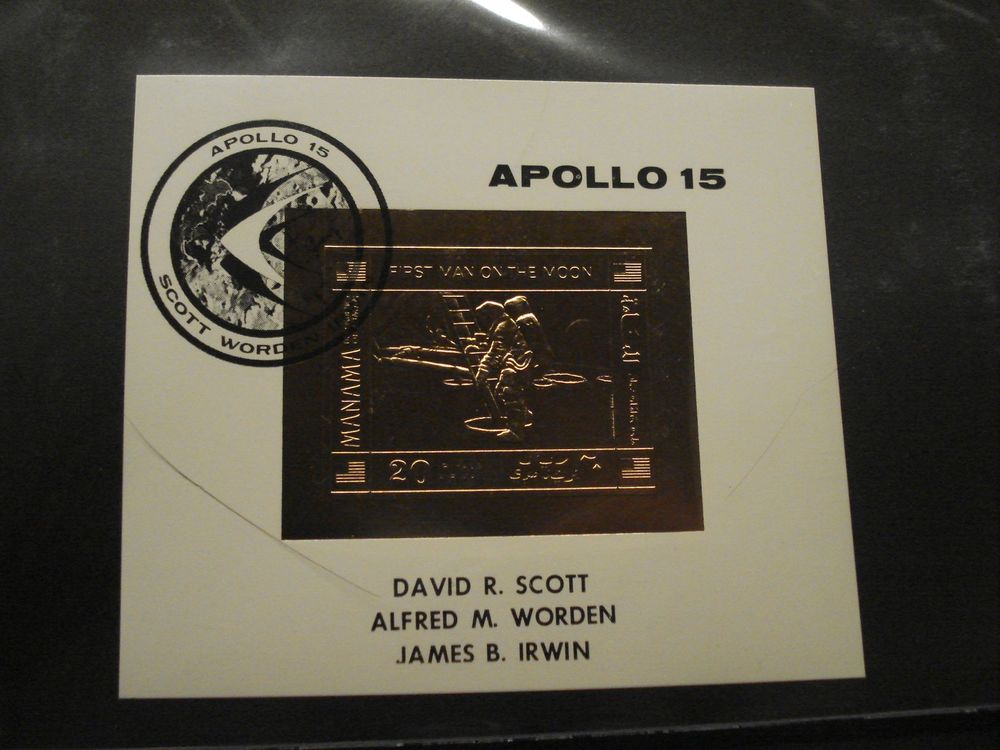 APOLLO 15
SCOTT WORDEN
APOLLO 15
FIRST MAN ON THE MOON
MANAMA
20
DAVID R. SCOTT
ALFRED M. WORDEN
JAMES B. IRWIN